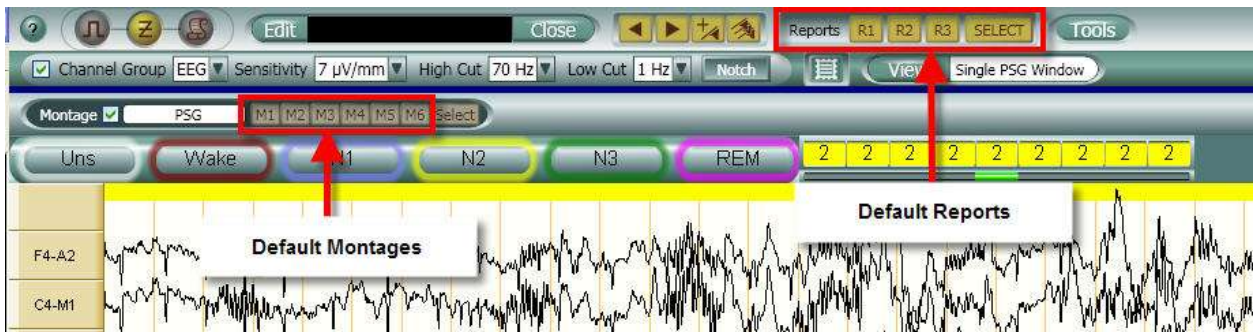 ? Z S Edit Close Reports R1 R2 R3 SELECT Tools
Channel Group EEG Sensitivity 7 µV/mm High Cut 70 Hz Low Cut 1 Hz Notch View Single PSG Window
Montage PSG M1 M2 M3 M4 M5 M6 Select
Uns Wake N1 N2 N3 REM 2 2 2 2 2 2 2 2 2
Default Montages
Default Reports
F4-A2
C4-M1